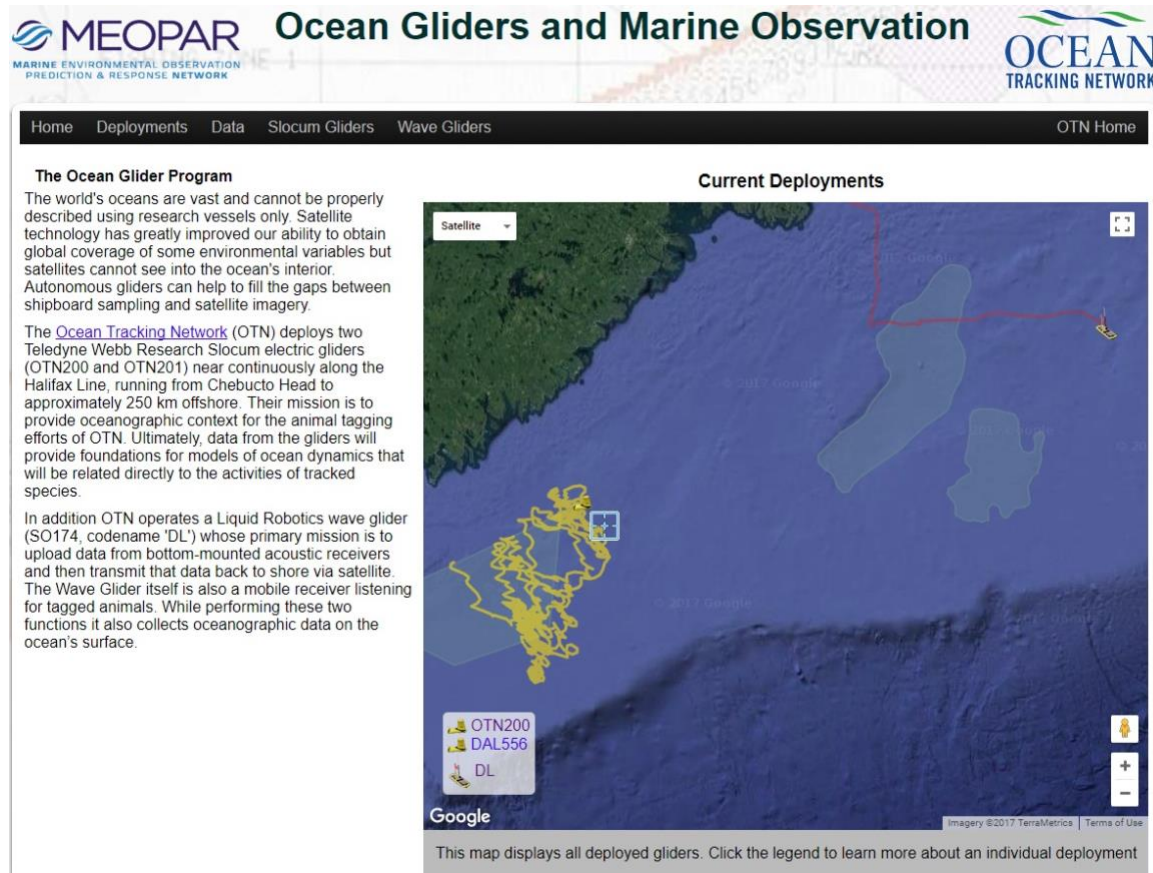 MEOPAR
MARINE ENVIRONMENTAL OBSERVATION
PREDICTION & RESPONSE NETWORK
Ocean Gliders and Marine Observation
OCEAN
TRACKING NETWORK
Home Deployments Data Slocum Gliders Wave Gliders OTN Home
The Ocean Glider Program
The world's oceans are vast and cannot be properly
described using research vessels only. Satellite
technology has greatly improved our ability to obtain
global coverage of some environmental variables but
satellites cannot see into the ocean's interior.
Autonomous gliders can help to fill the gaps between
shipboard sampling and satellite imagery.
The Ocean Tracking Network (OTN) deploys two
Teledyne Webb Research Slocum electric gliders
(OTN200 and OTN201) near continuously along the
Halifax Line, running from Chebucto Head to
approximately 250 km offshore. Their mission is to
provide oceanographic context for the animal tagging
efforts of OTN. Ultimately, data from the gliders will
provide foundations for models of ocean dynamics that
will be related directly to the activities of tracked
species.
In addition OTN operates a Liquid Robotics wave glider
(SO174, codename 'DL') whose primary mission is to
upload data from bottom-mounted acoustic receivers
and then transmit that data back to shore via satellite.
The Wave Glider itself is also a mobile receiver listening
for tagged animals. While performing these two
functions it also collects oceanographic data on the
ocean's surface.
Current Deployments
Satellite
© 2017 Google
© 2017 Google
OTN200
DAL556
DL
Google
Imagery ©2017 TerraMetrics Terms of Use
This map displays all deployed gliders. Click the legend to learn more about an individual deployment